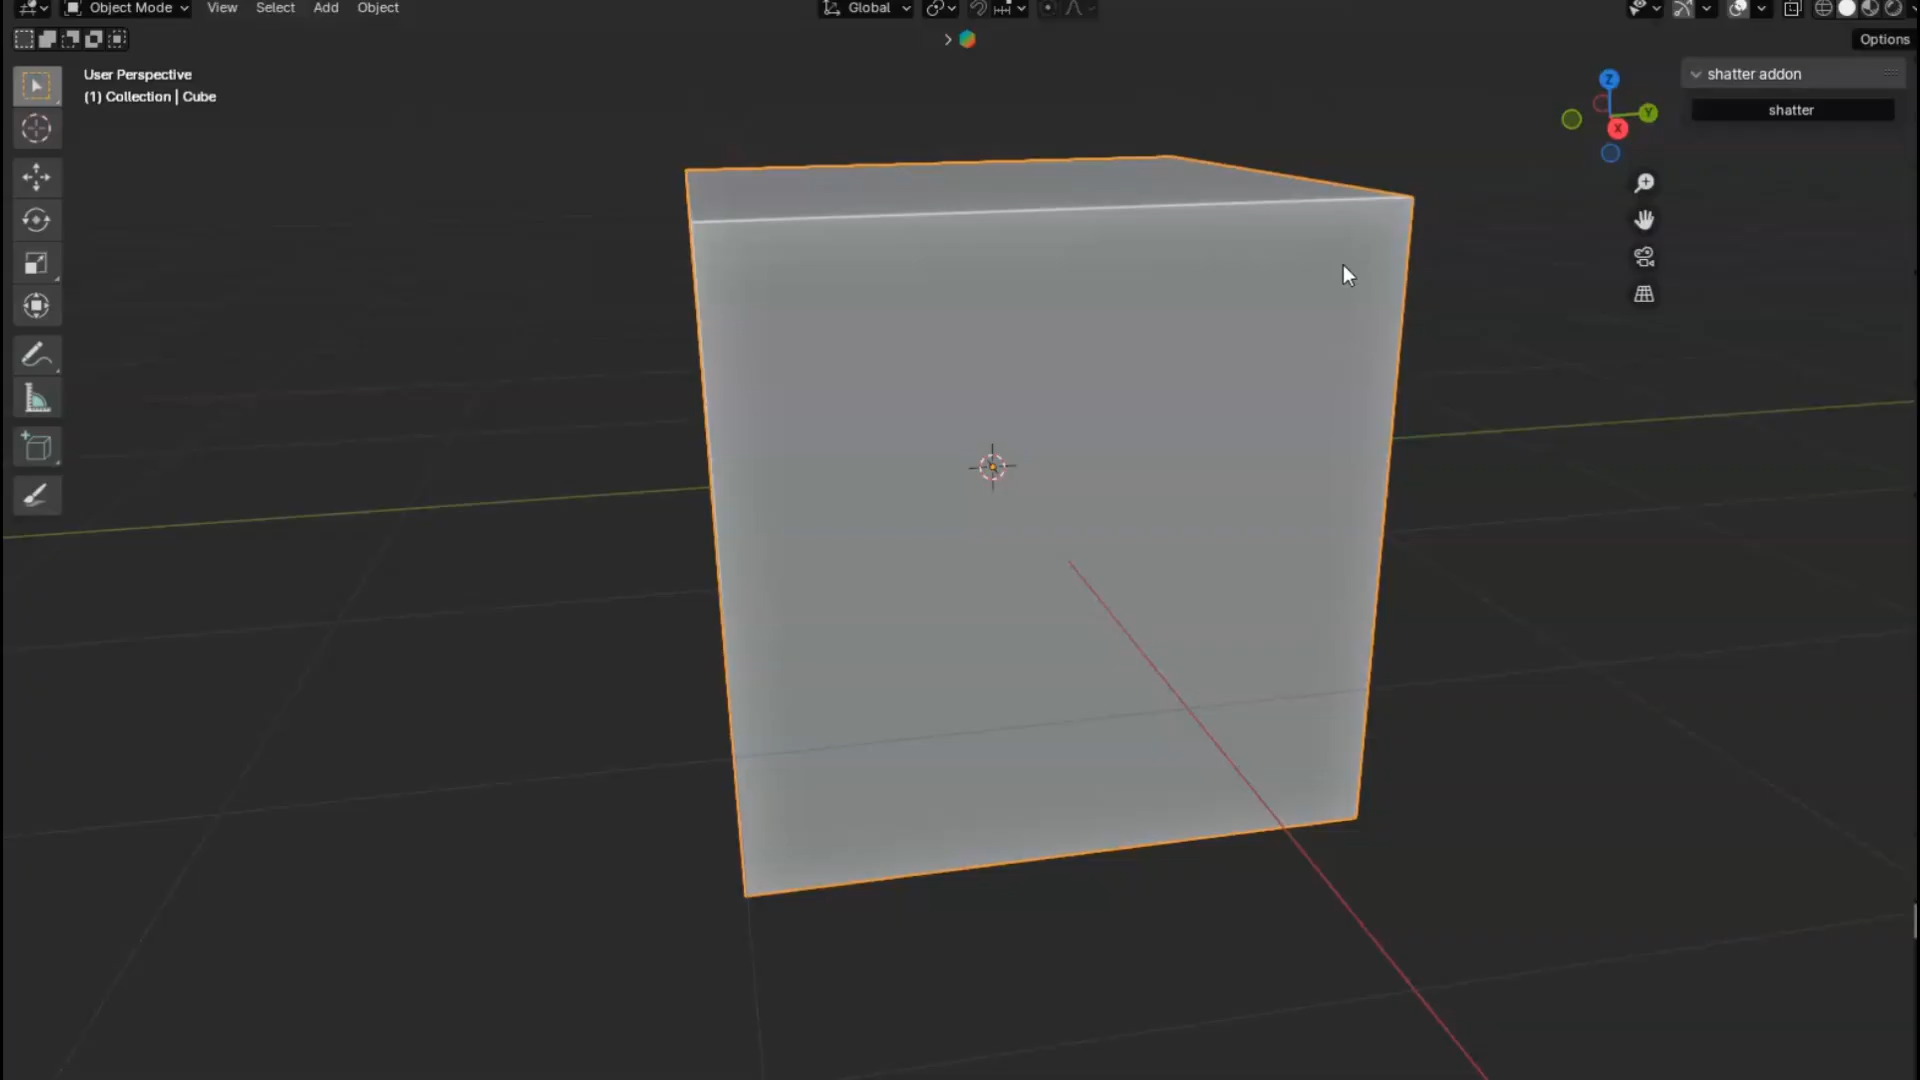 Object Mode View Select Add Object Global
Options
User Perspective
(1) Collection | Cube
Z
Y
X
shatter addon
shatter